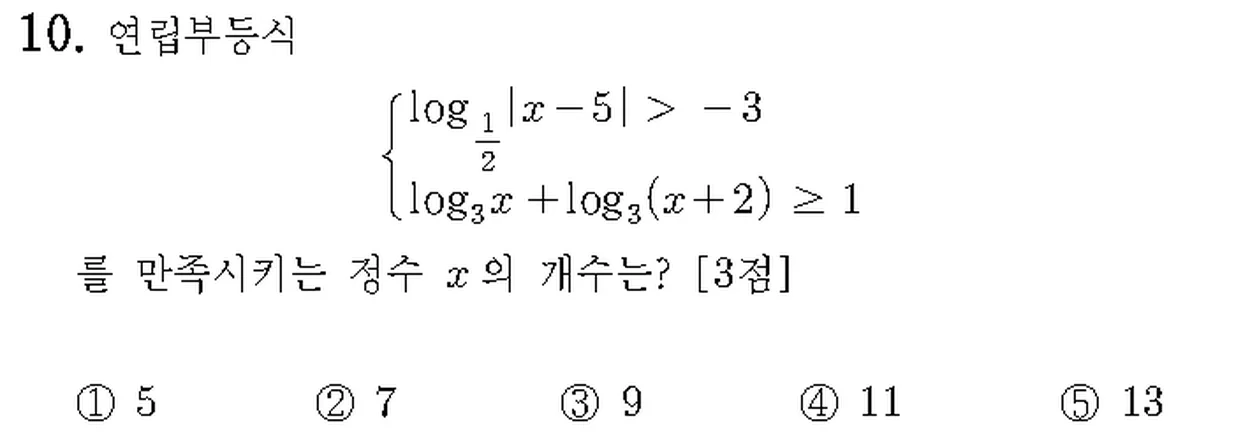 10. 연립부등식
{ log_{1/2}|x-5| > -3
log_3 x + log_3(x+2) ≥ 1
를 만족시키는 정수 x의 개수는? [3점]
① 5 ② 7 ③ 9 ④ 11 ⑤ 13